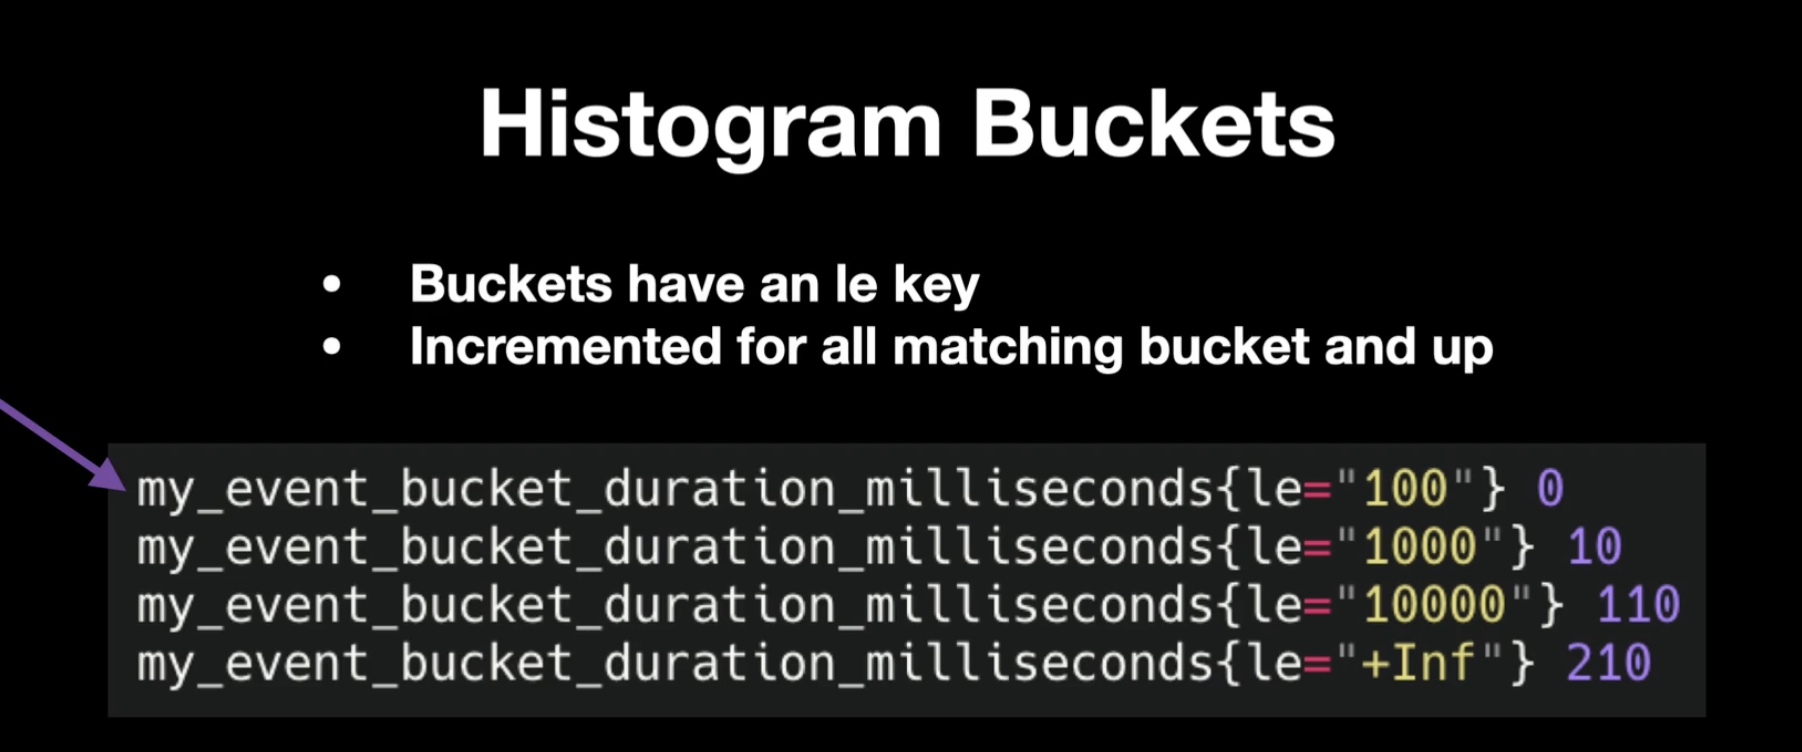 Histogram Buckets
• Buckets have an le key
• Incremented for all matching bucket and up
my_event_bucket_duration_milliseconds{le="100"} 0
my_event_bucket_duration_milliseconds{le="1000"} 10
my_event_bucket_duration_milliseconds{le="10000"} 110
my_event_bucket_duration_milliseconds{le="+Inf"} 210